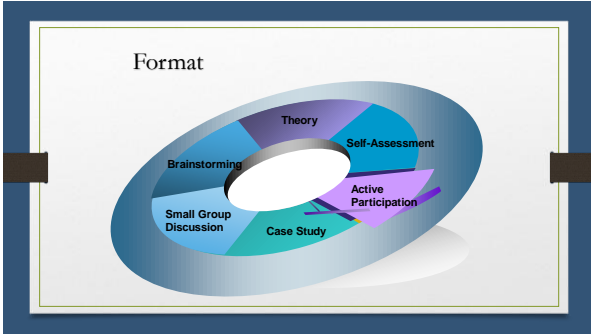 Format
Theory
Self-Assessment
Brainstorming
Active
Participation
Small Group
Discussion
Case Study